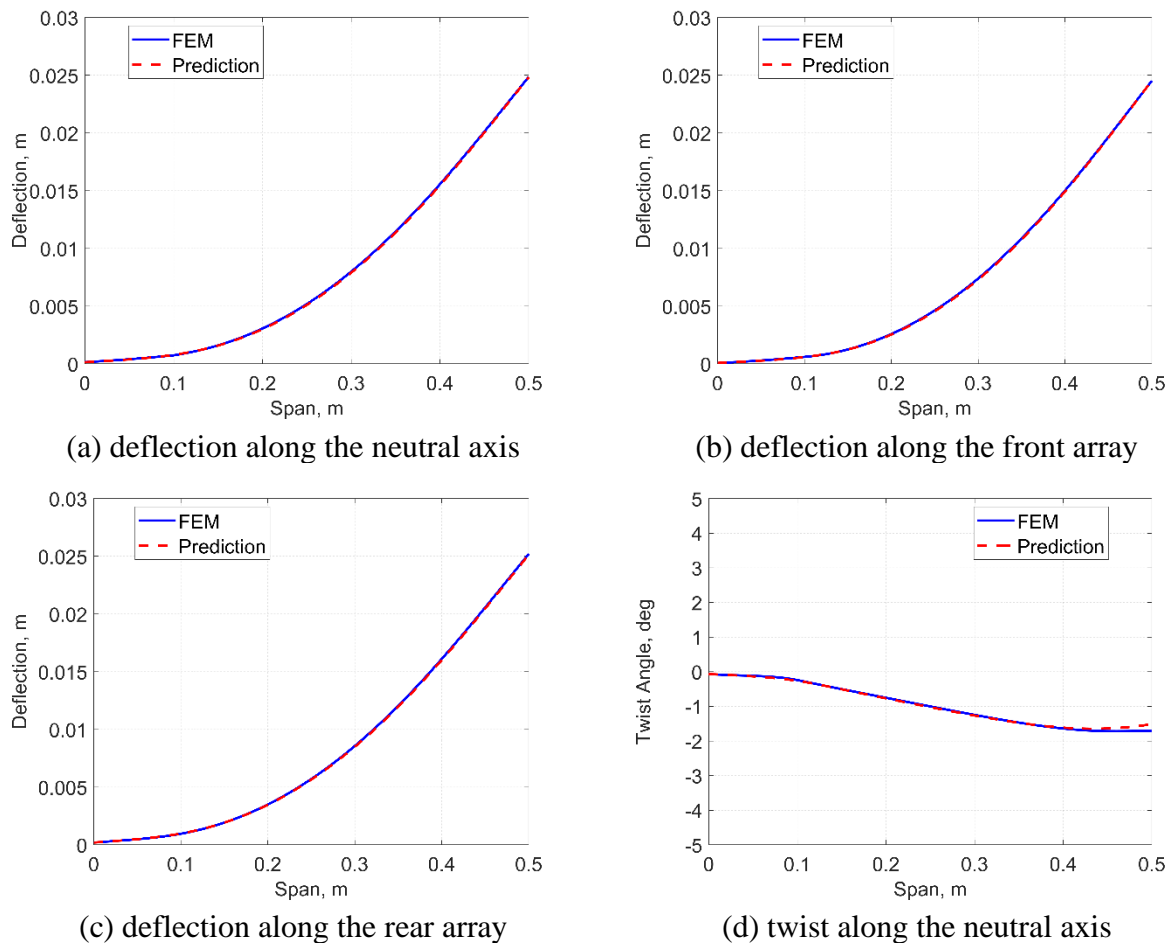 0.03
0.025
0.02
0.015
0.01
0.005
0
Deflection, m
FEM
Prediction
0 0.1 0.2 0.3 0.4 0.5
Span, m
(a) deflection along the neutral axis
0.03
0.025
0.02
0.015
0.01
0.005
0
Deflection, m
FEM
Prediction
0 0.1 0.2 0.3 0.4 0.5
Span, m
(b) deflection along the front array
0.03
0.025
0.02
0.015
0.01
0.005
0
Deflection, m
FEM
Prediction
0 0.1 0.2 0.3 0.4 0.5
Span, m
(c) deflection along the rear array
5
4
3
2
1
0
-1
-2
-3
-4
-5
Twist Angle, deg
FEM
Prediction
0 0.1 0.2 0.3 0.4 0.5
Span, m
(d) twist along the neutral axis